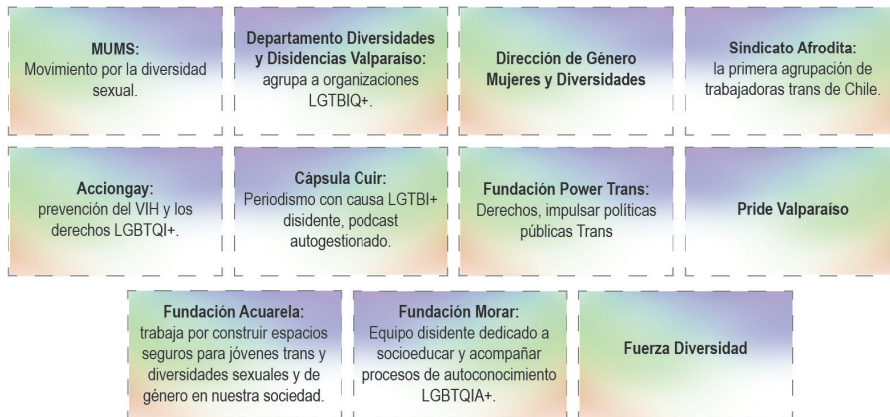 MUMS:
Movimiento por la diversidad
sexual.
Departamento Diversidades
y Disidencias Valparaíso:
agrupa a organizaciones
LGTBIQ+.
Dirección de Género
Mujeres y Diversidades
Sindicato Afrodita:
la primera agrupación de
trabajadoras trans de Chile.
Acciongay:
prevención del VIH y los
derechos LGBTQI+.
Cápsula Cuir:
Periodismo con causa LGTBI+
disidente, podcast
autogestionado.
Fundación Power Trans:
Derechos, impulsar políticas
públicas Trans
Pride Valparaíso
Fundación Acuarela:
trabaja por construir espacios
seguros para jóvenes trans y
diversidades sexuales y de
género en nuestra sociedad.
Fundación Morar:
Equipo disidente dedicado a
socioeducar y acompañar
procesos de autoconocimiento
LGBTQIA+.
Fuerza Diversidad